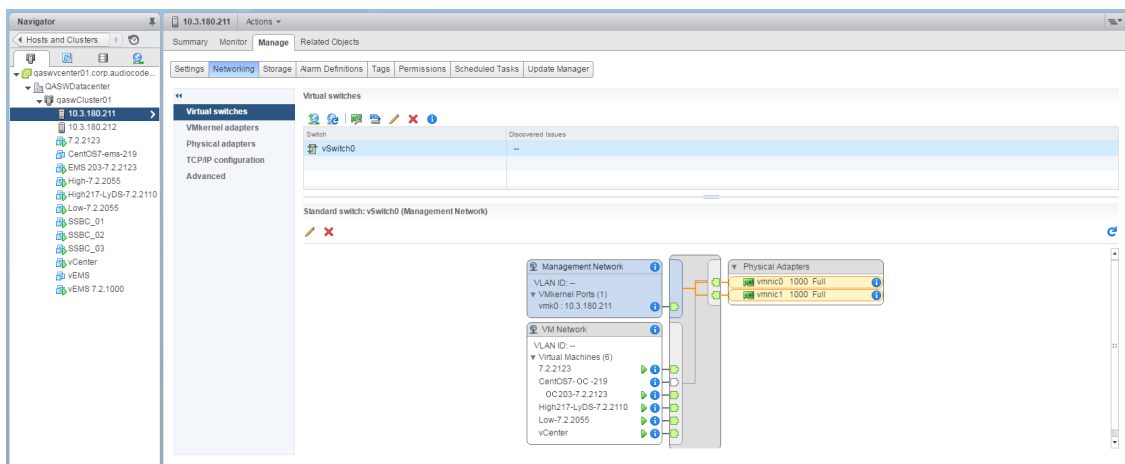 Navigator
Hosts and Clusters
qaswvcenter01.corp.audiocode...
QASWDatacenter
qaswCluster01
10.3.180.211
10.3.180.212
7.2.2123
CentOS7-ems-219
EMS 203-7.2.2123
High-7.2.2055
High217-LyDS-7.2.2110
Low-7.2.2055
SSBC_01
SSBC_02
SSBC_03
vCenter
vEMS
vEMS 7.2.1000
10.3.180.211 Actions
Summary Monitor Manage Related Objects
Settings Networking Storage Alarm Definitions Tags Permissions Scheduled Tasks Update Manager
Virtual switches
VMkernel adapters
Physical adapters
TCP/IP configuration
Advanced
Virtual switches
Switch Discovered Issues
vSwitch0 --
Standard switch: vSwitch0 (Management Network)
Management Network
VLAN ID: --
VMkernel Ports (1)
vmk0 : 10.3.180.211
VM Network
VLAN ID: --
Virtual Machines (6)
7.2.2123
CentOS7- OC -219
OC203-7.2.2123
High217-LyDS-7.2.2110
Low-7.2.2055
vCenter
Physical Adapters
vmnic0 1000 Full
vmnic1 1000 Full